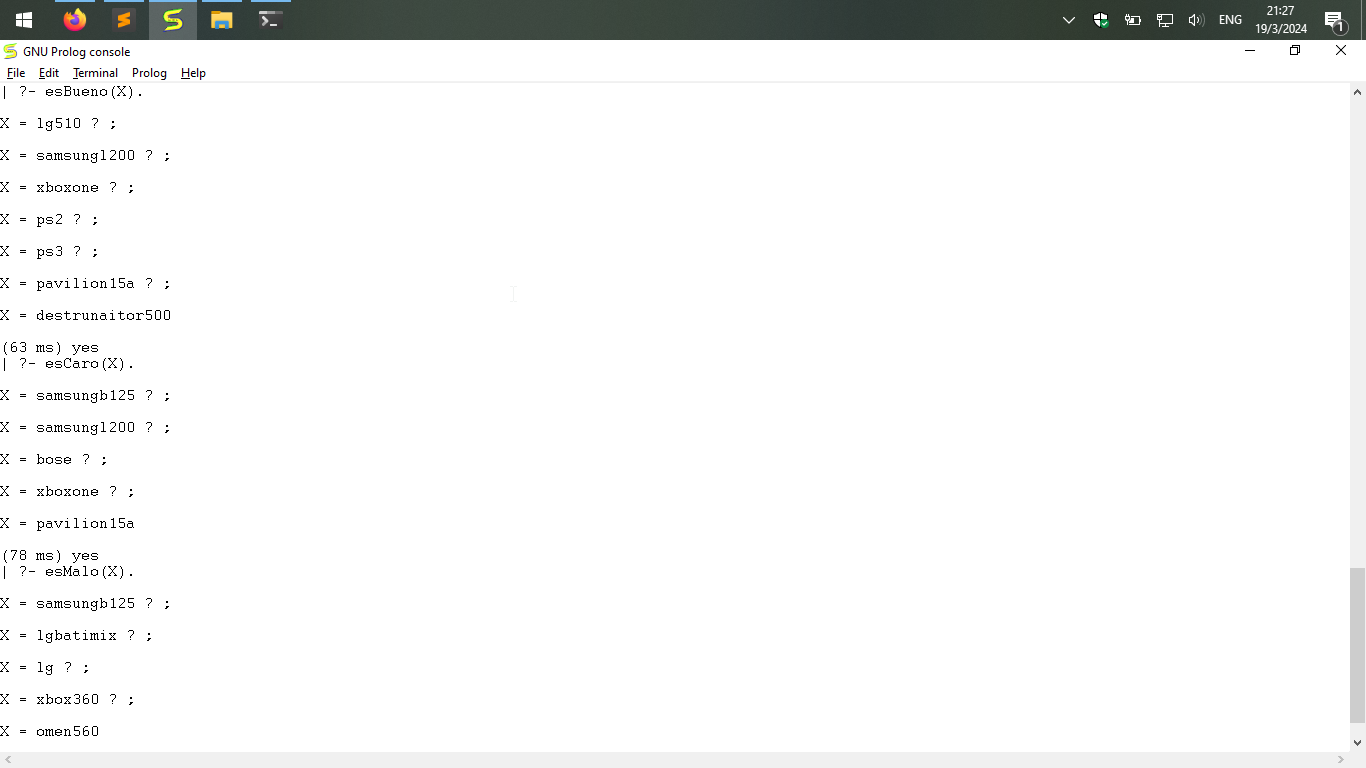 ENG
21:27
19/3/2024
1
GNU Prolog console
File Edit Terminal Prolog Help
| ?- esBueno(X).
X = lg510 ? ;
X = samsungl200 ? ;
X = xboxone ? ;
X = ps2 ? ;
X = ps3 ? ;
X = pavilion15a ? ;
X = destrunaitor500
(63 ms) yes
| ?- esCaro(X).
X = samsungb125 ? ;
X = samsungl200 ? ;
X = bose ? ;
X = xboxone ? ;
X = pavilion15a
(78 ms) yes
| ?- esMalo(X).
X = samsungb125 ? ;
X = lgbatimix ? ;
X = lg ? ;
X = xbox360 ? ;
X = omen560